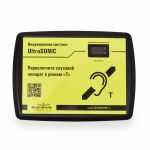 Индукционная система
UltraSONIC
Переключите слуховой
аппарат в режим «Т»
T